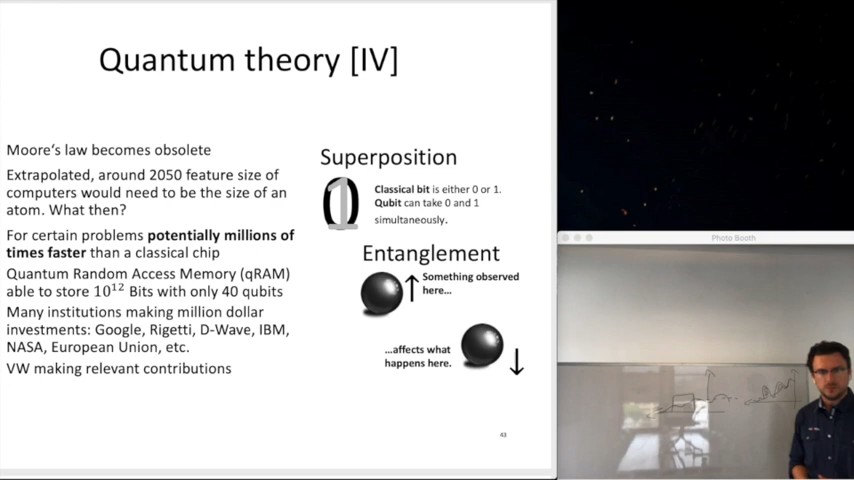 Quantum theory [IV]
Moore's law becomes obsolete
Extrapolated, around 2050 feature size of
computers would need to be the size of an
atom. What then?
For certain problems potentially millions of
times faster than a classical chip
Quantum Random Access Memory (qRAM)
able to store 10¹² Bits with only 40 qubits
Many institutions making million dollar
investments: Google, Rigetti, D-Wave, IBM,
NASA, European Union, etc.
VW making relevant contributions
Superposition
01
Classical bit is either 0 or 1.
Qubit can take 0 and 1
simultaneously.
Entanglement
Something observed
here...
...affects what
happens here.
43
Photo Booth